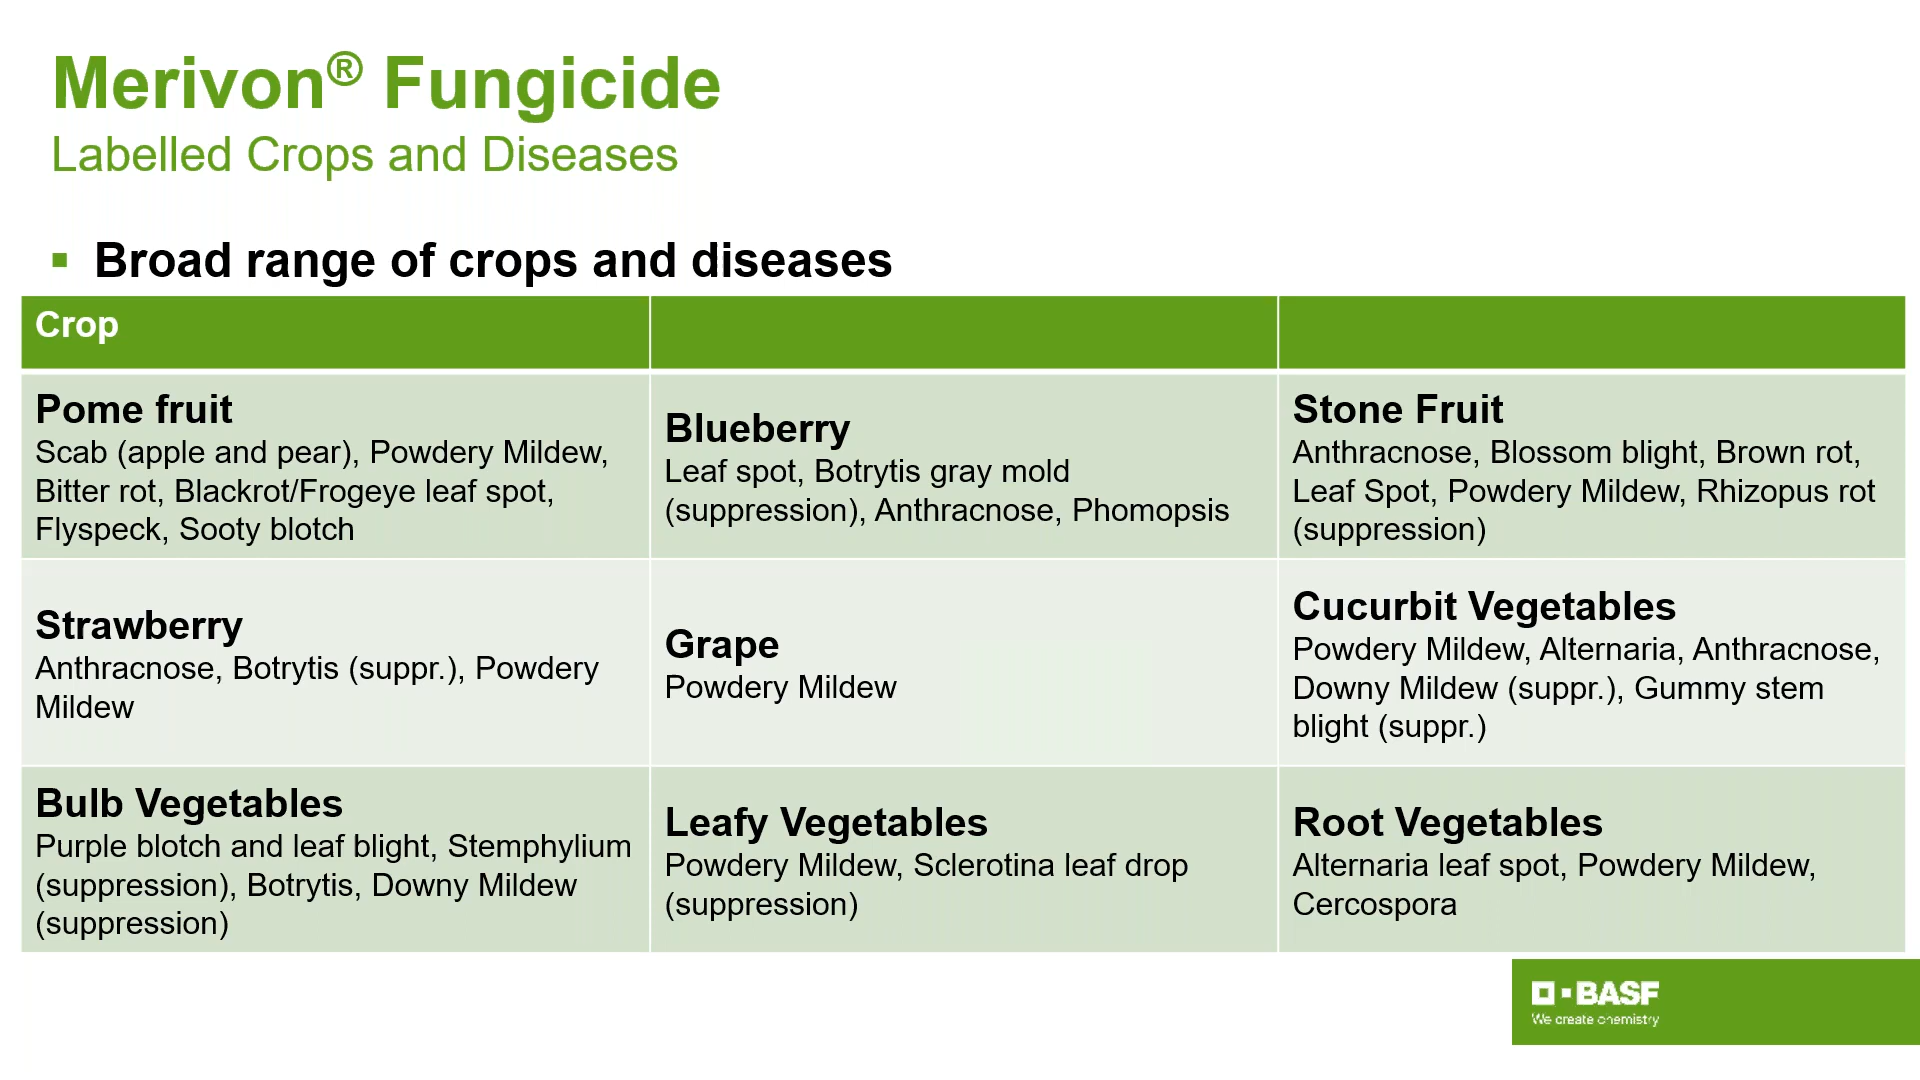 Merivon® Fungicide
Labelled Crops and Diseases
▪ Broad range of crops and diseases
Crop
Pome fruit
Scab (apple and pear), Powdery Mildew,
Bitter rot, Blackrot/Frogeye leaf spot,
Flyspeck, Sooty blotch
Blueberry
Leaf spot, Botrytis gray mold
(suppression), Anthracnose, Phomopsis
Stone Fruit
Anthracnose, Blossom blight, Brown rot,
Leaf Spot, Powdery Mildew, Rhizopus rot
(suppression)
Strawberry
Anthracnose, Botrytis (suppr.), Powdery
Mildew
Grape
Powdery Mildew
Cucurbit Vegetables
Powdery Mildew, Alternaria, Anthracnose,
Downy Mildew (suppr.), Gummy stem
blight (suppr.)
Bulb Vegetables
Purple blotch and leaf blight, Stemphylium
(suppression), Botrytis, Downy Mildew
(suppression)
Leafy Vegetables
Powdery Mildew, Sclerotina leaf drop
(suppression)
Root Vegetables
Alternaria leaf spot, Powdery Mildew,
Cercospora
BASF
We create chemistry